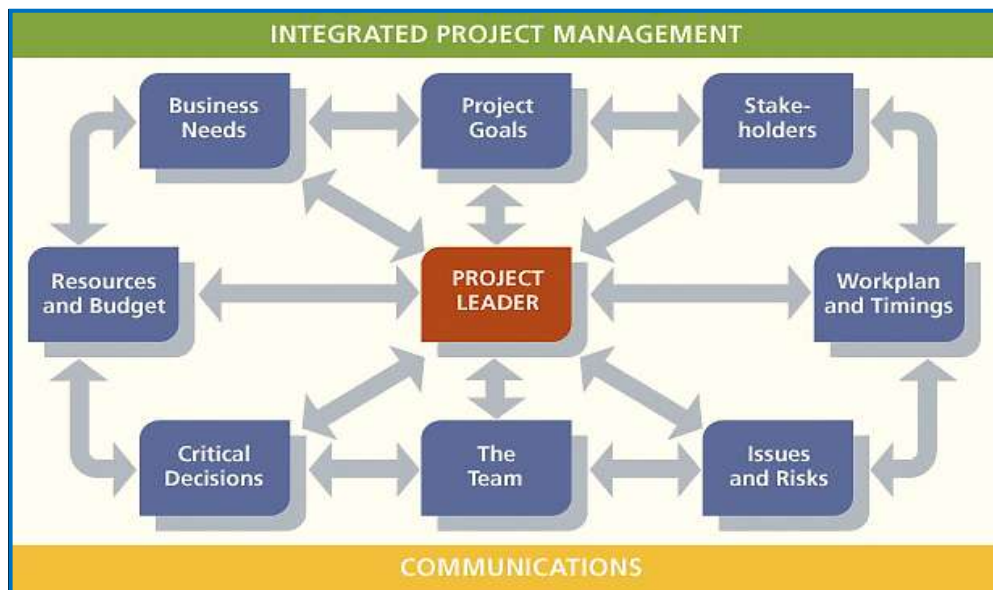 INTEGRATED PROJECT MANAGEMENT
Business
Needs
Project
Goals
Stake-
holders
Resources
and Budget
PROJECT
LEADER
Workplan
and Timings
Critical
Decisions
The
Team
Issues
and Risks
COMMUNICATIONS